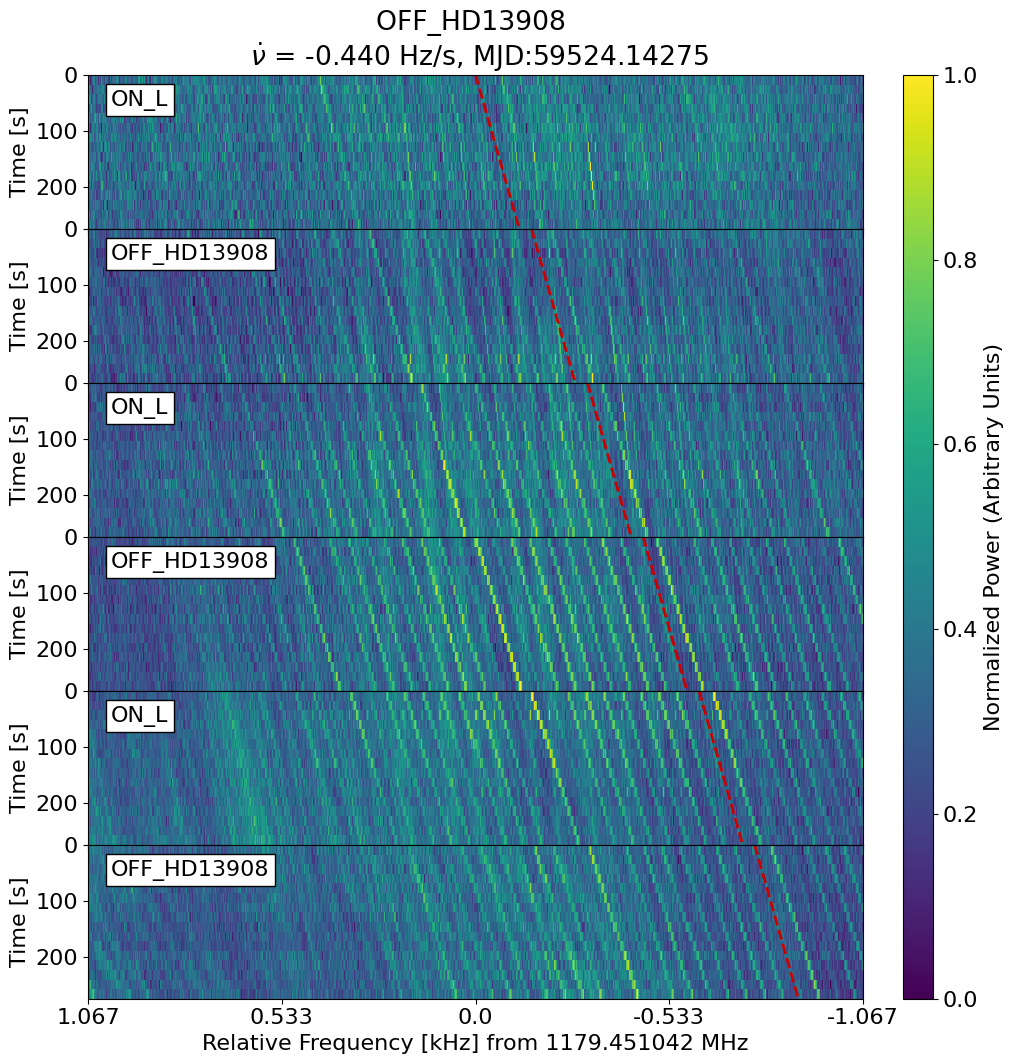 OFF_HD13908
ν̇ = -0.440 Hz/s, MJD:59524.14275
0
ON_L
100
Time [s]
200
0
OFF_HD13908
100
Time [s]
200
0
ON_L
100
Time [s]
200
0
OFF_HD13908
100
Time [s]
200
0
ON_L
100
Time [s]
200
0
OFF_HD13908
100
Time [s]
200
1.067 0.533 0.0 -0.533 -1.067
Relative Frequency [kHz] from 1179.451042 MHz
1.0
0.8
0.6
0.4
0.2
0.0
Normalized Power (Arbitrary Units)